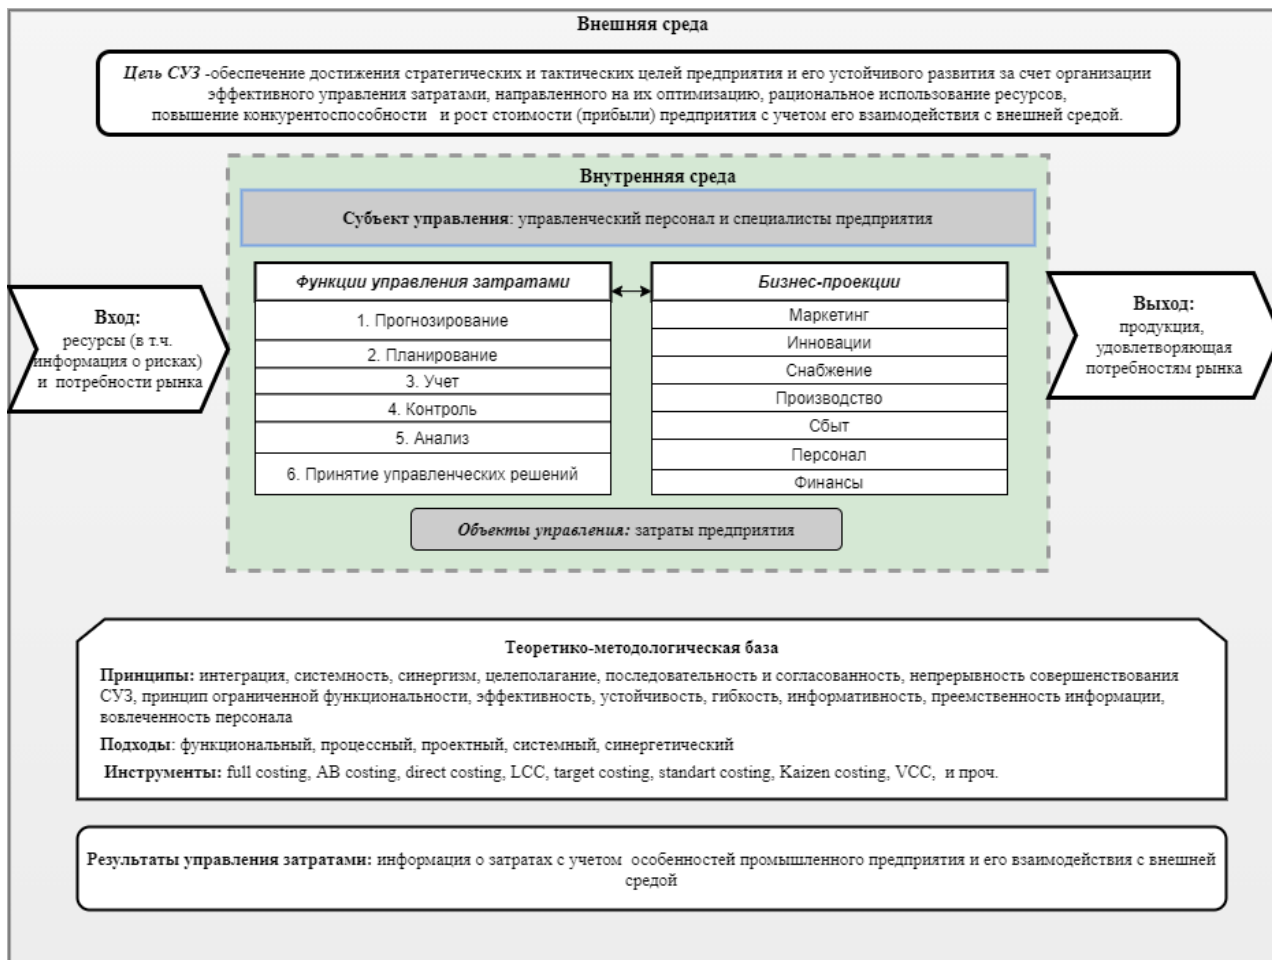 Внешняя среда
Цель СУЗ -обеспечение достижения стратегических и тактических целей предприятия и его устойчивого развития за счет организации
эффективного управления затратами, направленного на их оптимизацию, рациональное использование ресурсов,
повышение конкурентоспособности и рост стоимости (прибыли) предприятия с учетом его взаимодействия с внешней средой.
Внутренняя среда
Субъект управления: управленческий персонал и специалисты предприятия
Вход:
ресурсы (в т.ч.
информация о рисках)
и потребности рынка
Функции управления затратами
1. Прогнозирование
2. Планирование
3. Учет
4. Контроль
5. Анализ
6. Принятие управленческих решений
Бизнес-проекции
Маркетинг
Инновации
Снабжение
Производство
Сбыт
Персонал
Финансы
Выход:
продукция,
удовлетворяющая
потребностям рынка
Объекты управления: затраты предприятия
Теоретико-методологическая база
Принципы: интеграция, системность, синергизм, целеполагание, последовательность и согласованность, непрерывность совершенствования
СУЗ, принцип ограниченной функциональности, эффективность, устойчивость, гибкость, информативность, преемственность информации,
вовлеченность персонала
Подходы: функциональный, процессный, проектный, системный, синергетический
Инструменты: full costing, AB costing, direct costing, LCC, target costing, standart costing, Kaizen costing, VCC, и проч.
Результаты управления затратами: информация о затратах с учетом особенностей промышленного предприятия и его взаимодействия с внешней
средой